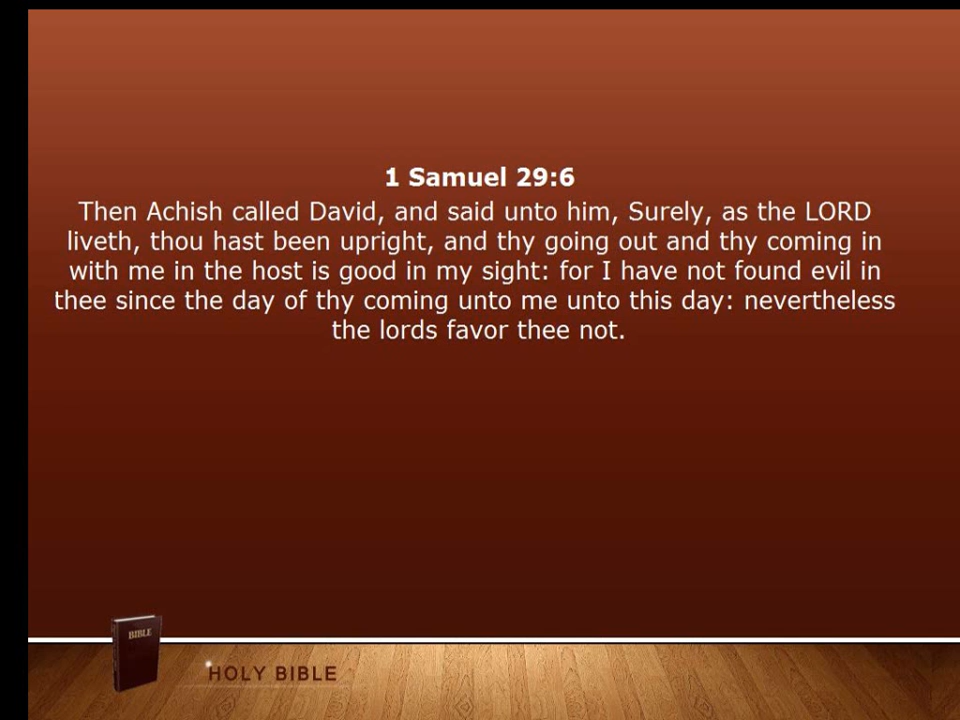 1 Samuel 29:6
Then Achish called David, and said unto him, Surely, as the LORD
liveth, thou hast been upright, and thy going out and thy coming in
with me in the host is good in my sight: for I have not found evil in
thee since the day of thy coming unto me unto this day: nevertheless
the lords favor thee not.
BIBLE
HOLY BIBLE